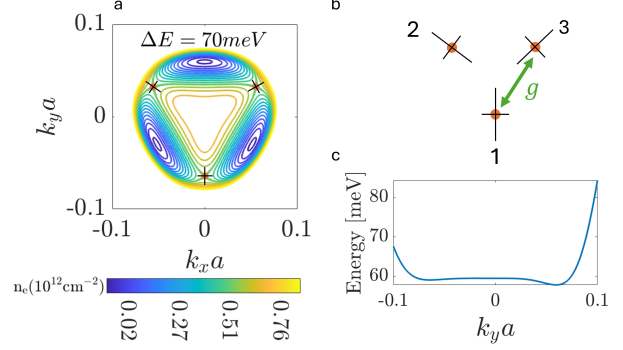 a
ΔE = 70meV
0.1
0
-0.1
k_y a
-0.1
0
0.1
k_x a
n_e(10^12 cm^-2)
0.02
0.27
0.51
0.76
b
2
3
g
1
c
Energy [meV]
80
70
60
-0.1
0
0.1
k_y a